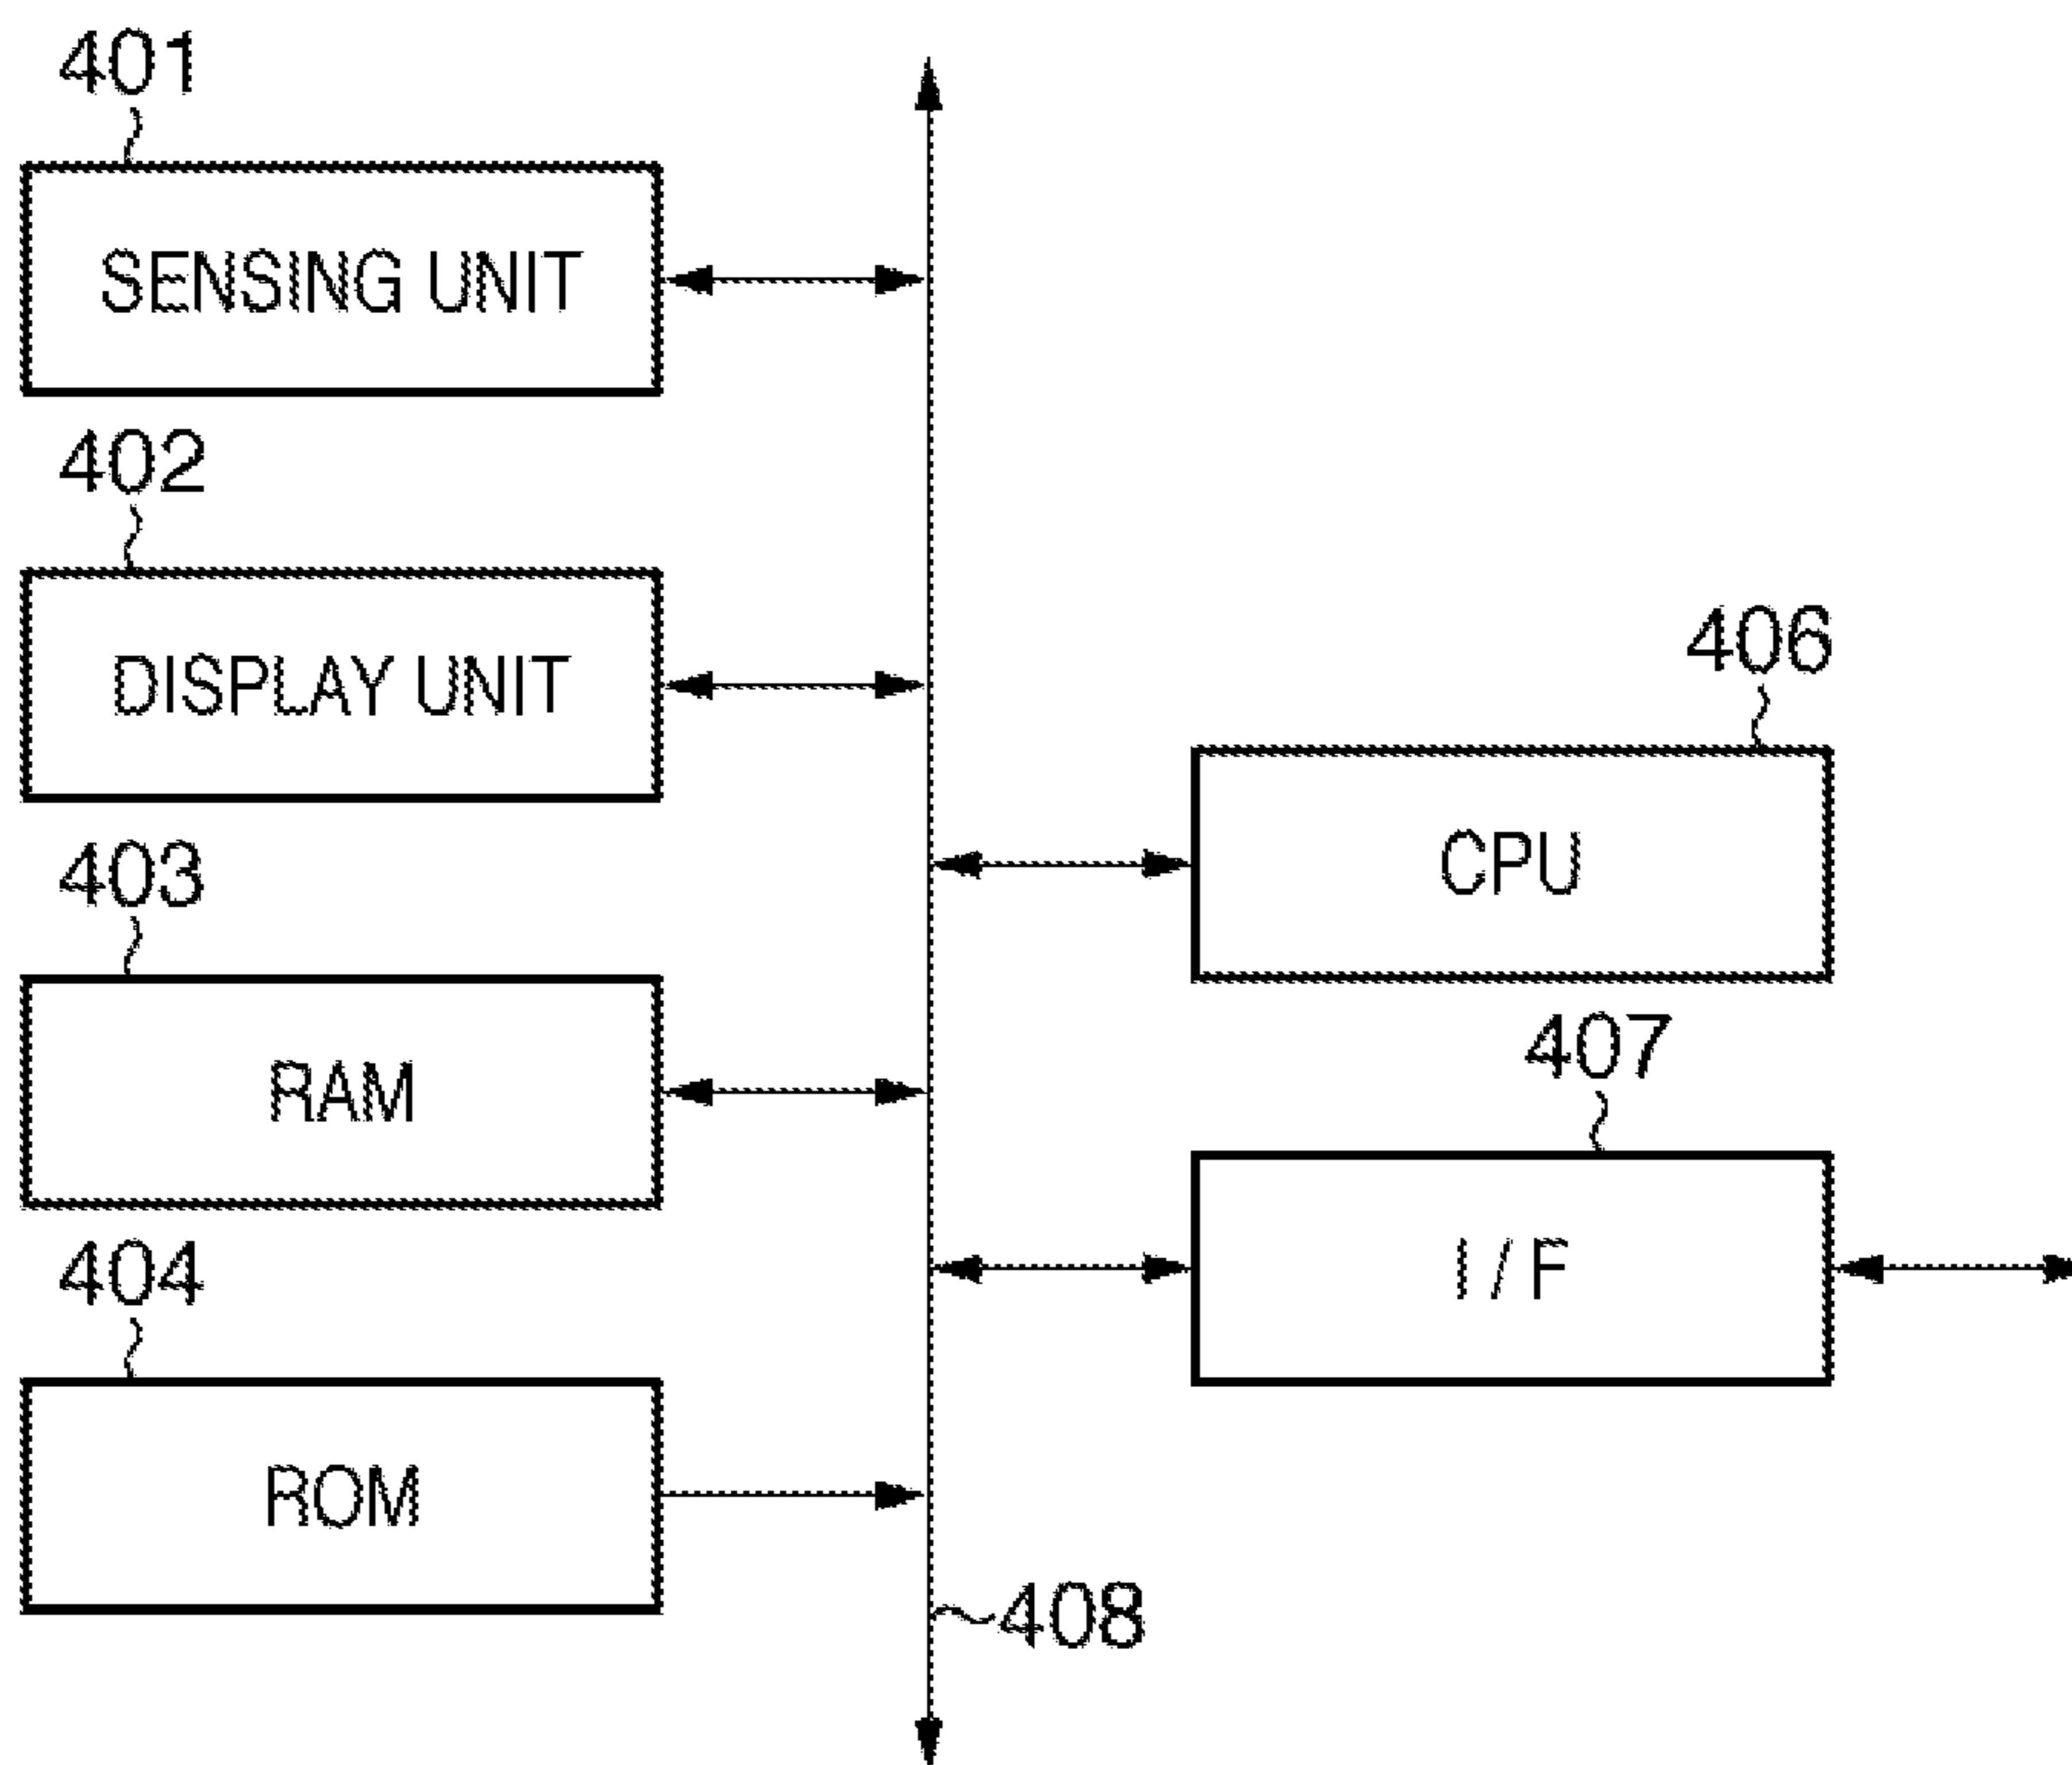 401
SENSING UNIT
402
DISPLAY UNIT
406
CPU
403
RAM
407
I / F
404
ROM
408